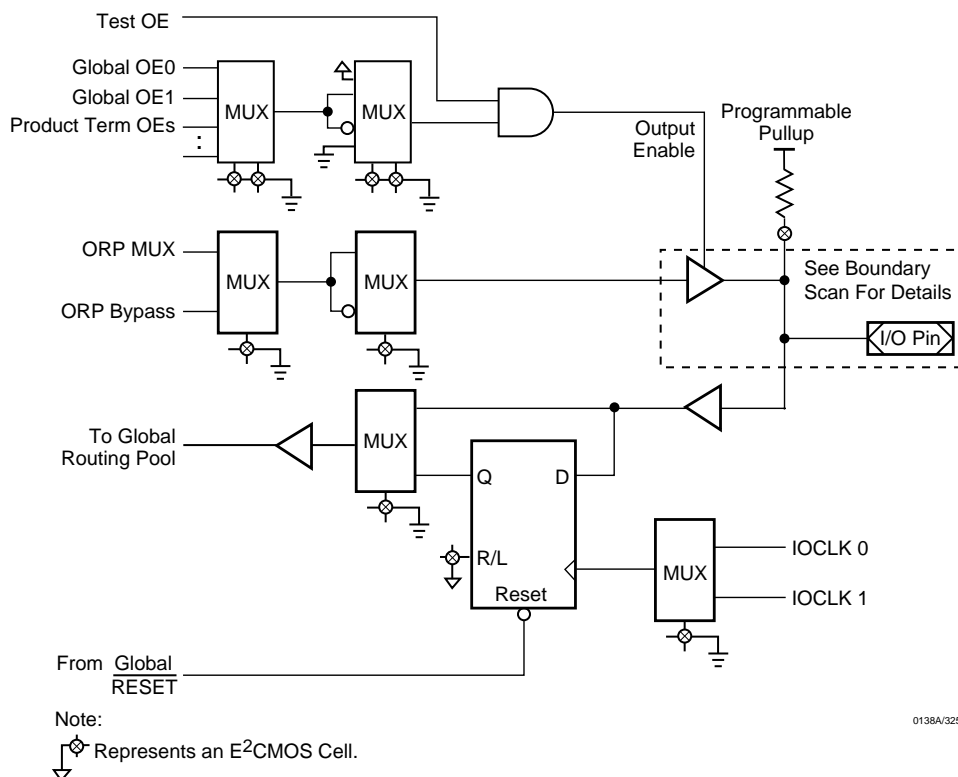 Test OE
Global OE0
Global OE1
Product Term OEs
:
MUX
MUX
Output
Enable
Programmable
Pullup
ORP MUX
ORP Bypass
MUX
MUX
See Boundary
Scan For Details
I/O Pin
To Global
Routing Pool
MUX
Q
D
R/L
Reset
MUX
IOCLK 0
IOCLK 1
From Global
RESET
Note:
Represents an E²CMOS Cell.